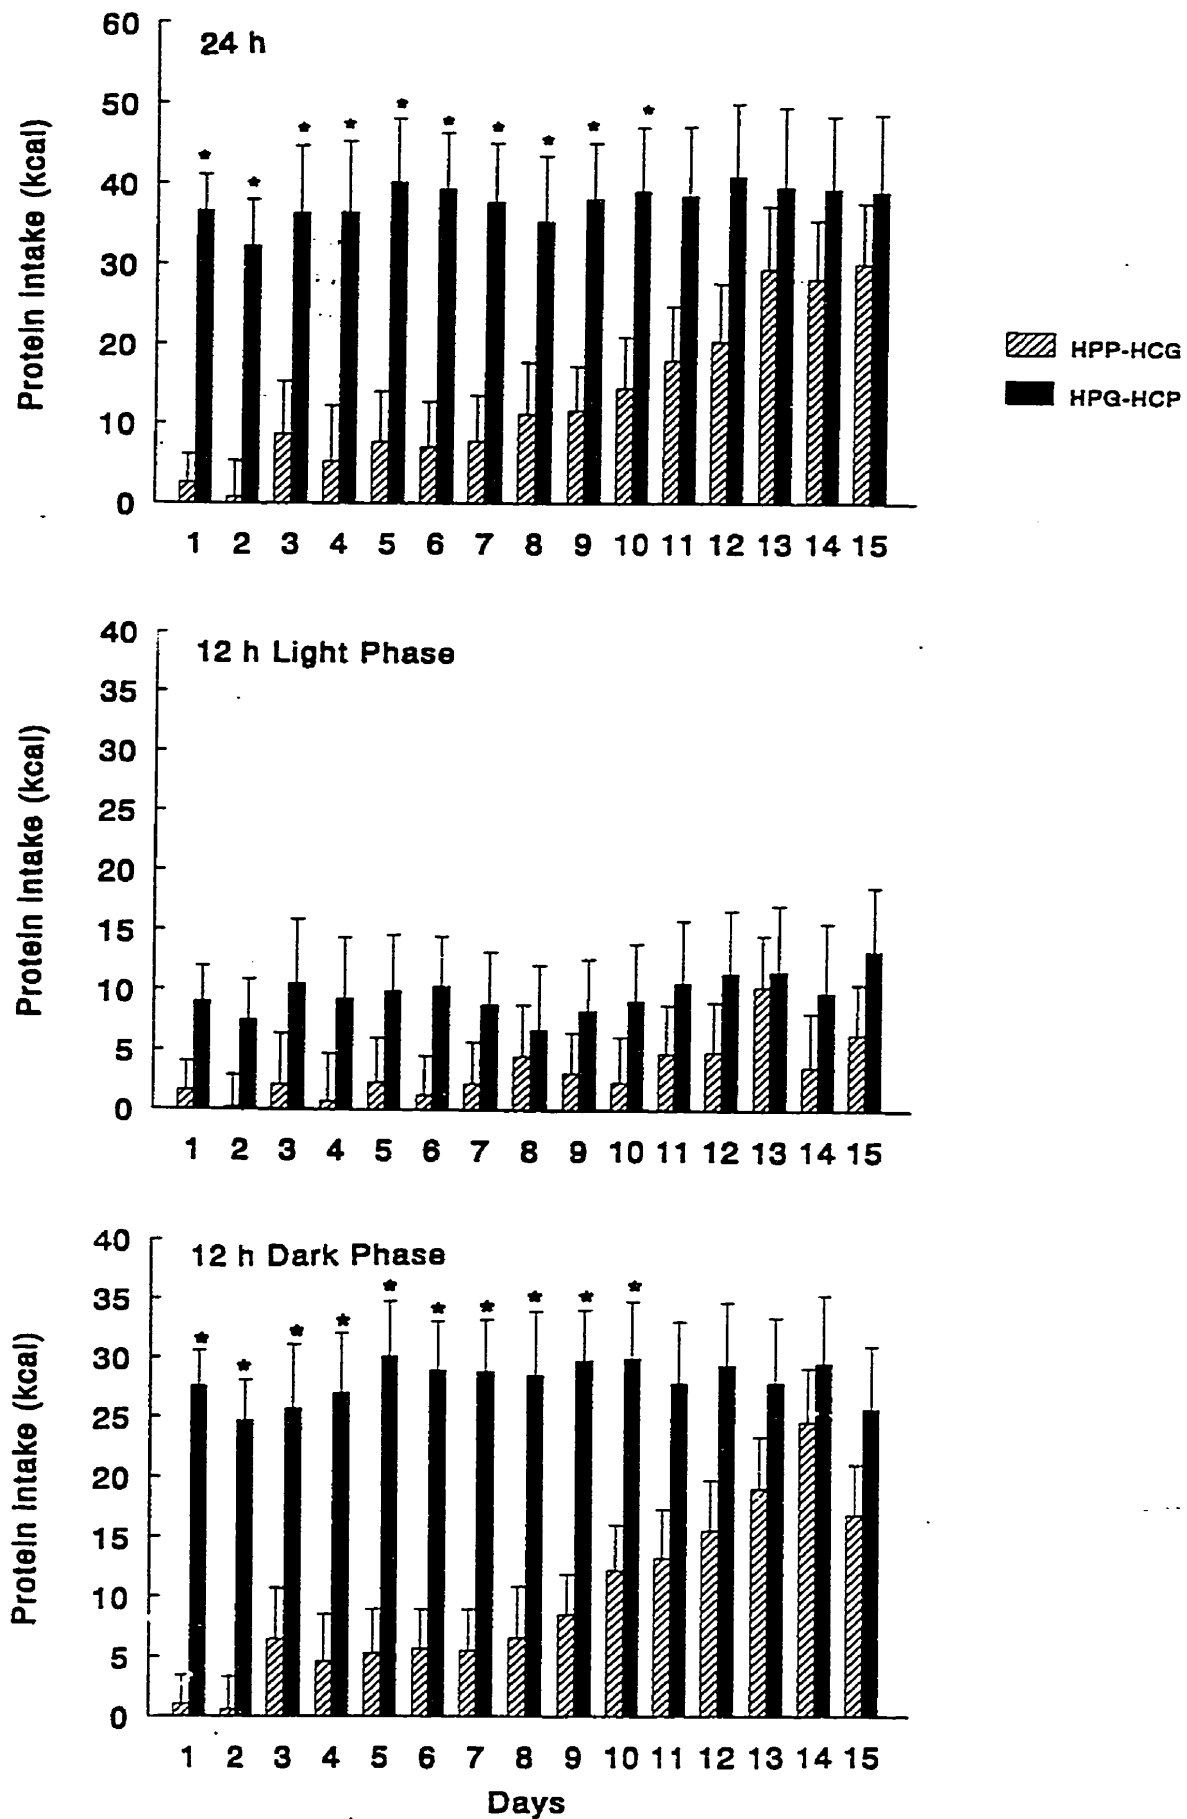 24 h
60
50
40
30
20
10
0
Protein Intake (kcal)
* * * * * * * * * *
1 2 3 4 5 6 7 8 9 10 11 12 13 14 15
HPP-HCG
HPG-HCP
12 h Light Phase
40
35
30
25
20
15
10
5
0
Protein Intake (kcal)
1 2 3 4 5 6 7 8 9 10 11 12 13 14 15
12 h Dark Phase
40
35
30
25
20
15
10
5
0
Protein Intake (kcal)
* * * * * * * * * *
1 2 3 4 5 6 7 8 9 10 11 12 13 14 15
Days